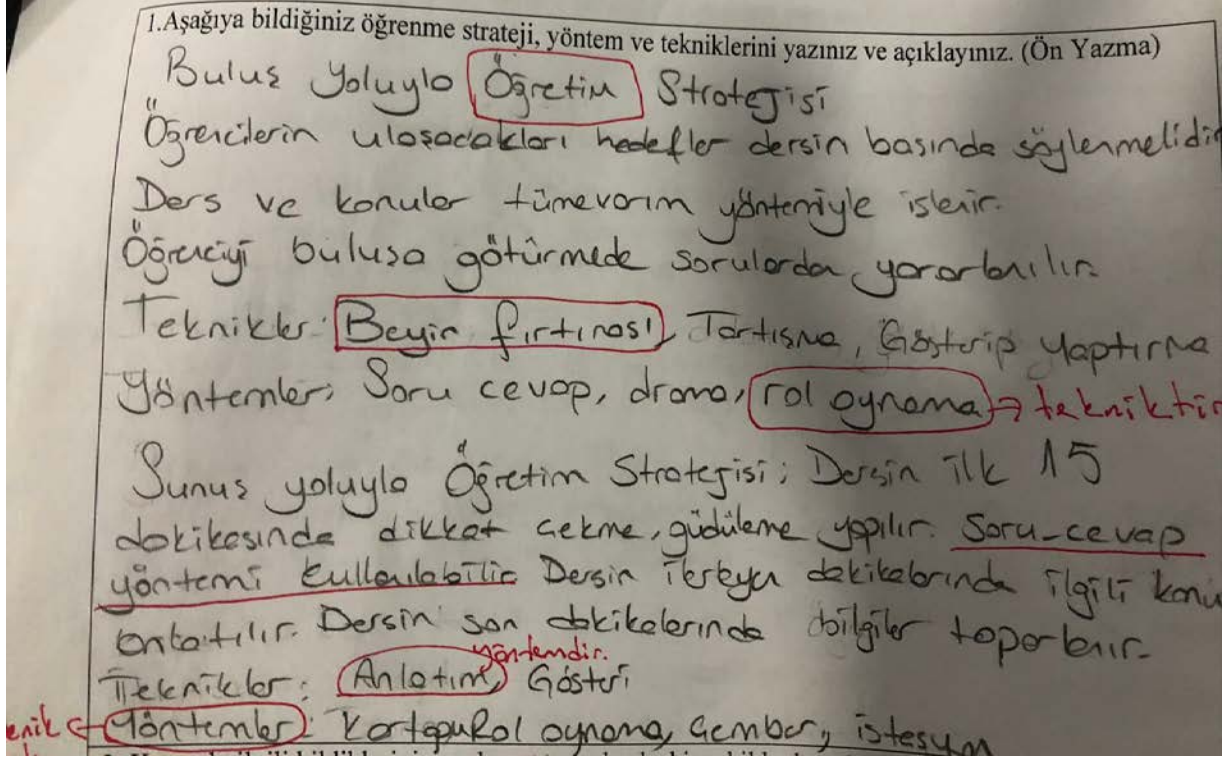 1.Aşağıya bildiğiniz öğrenme strateji, yöntem ve tekniklerini yazınız ve açıklayınız. (Ön Yazma)
Buluş Yoluyla Öğretim Stratejisi
Öğrencilerin ulaşacakları hedefler dersin başında söylenmelidir
Ders ve konular tümevarım yöntemiyle işlenir.
Öğrenciyi buluşa götürmede sorulardan yararlanılır.
Teknikler: Beyin fırtınası, Tartışma, Gösterip yaptırma
Yöntemler; Soru cevap, drama, rol oynama → tekniktir
Sunuş yoluyla Öğretim Stratejisi; Dersin ilk 15
dakikasında dikkat çekme, güdüleme yapılır. Soru-cevap
yöntemi kullanılabilir Dersin ilerleyen dakikalarında ilgili konu
anlatılır. Dersin son dakikalarında bilgiler toparlanır.
yöntemdir.
Teknikler: Anlatım, Gösteri
Yöntemler: Kartopu Rol oynama, Çember, istasyon